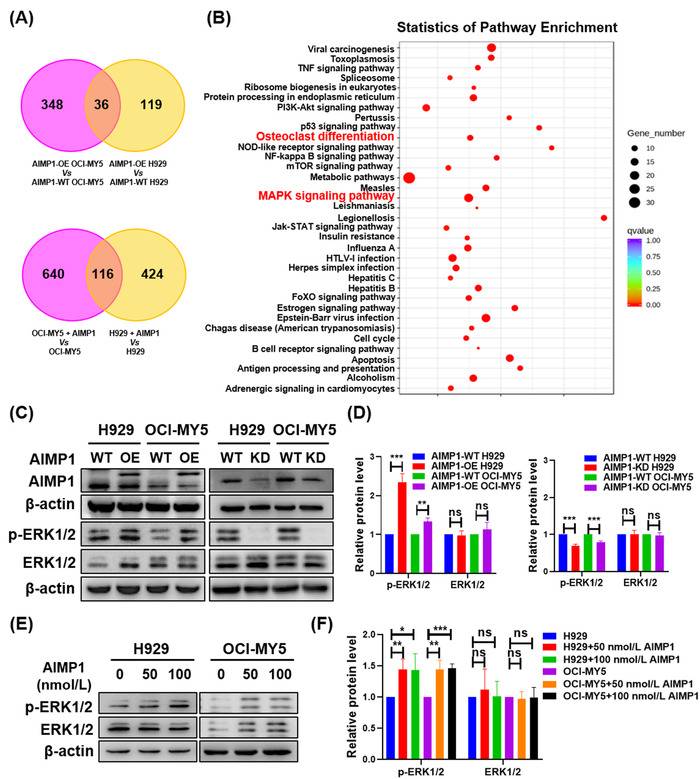 (A)
348 36 119
AIMP1-OE OCI-MY5 AIMP1-OE H929
Vs Vs
AIMP1-WT OCI-MY5 AIMP1-WT H929
640 116 424
OCI-MY5 + AIMP1 H929 + AIMP1
Vs Vs
OCI-MY5 H929
(B)
Statistics of Pathway Enrichment
Viral carcinogenesis
Toxoplasmosis
TNF signaling pathway
Spliceosome
Ribosome biogenesis in eukaryotes
Protein processing in endoplasmic reticulum
PI3K-Akt signaling pathway
Pertussis
p53 signaling pathway
Osteoclast differentiation
NOD-like receptor signaling pathway
NF-kappa B signaling pathway
mTOR signaling pathway
Metabolic pathways
Measles
MAPK signaling pathway
Leishmaniasis
Legionellosis
Jak-STAT signaling pathway
Insulin resistance
Influenza A
HTLV-I infection
Herpes simplex infection
Hepatitis C
Hepatitis B
FoXO signaling pathway
Estrogen signaling pathway
Epstein-Barr virus infection
Chagas disease (American trypanosomiasis)
Cell cycle
B cell receptor signaling pathway
Apoptosis
Antigen processing and presentation
Alcoholism
Adrenergic signaling in cardiomyocytes
Gene_number
10
15
20
25
30
qvalue
1.00
0.75
0.50
0.25
0.00
(C)
H929 OCI-MY5 H929 OCI-MY5
AIMP1 WT OE WT OE WT KD WT KD
AIMP1
β-actin
p-ERK1/2
ERK1/2
β-actin
(D)
AIMP1-WT H929
AIMP1-OE H929
AIMP1-WT OCI-MY5
AIMP1-OE OCI-MY5
Relative protein level
3
2
1
0
*** ** ns ns
p-ERK1/2 ERK1/2
AIMP1-WT H929
AIMP1-KD H929
AIMP1-WT OCI-MY5
AIMP1-KD OCI-MY5
Relative protein level
3
2
1
0
*** *** ns ns
p-ERK1/2 ERK1/2
(E)
H929 OCI-MY5
AIMP1 0 50 100 0 50 100
(nmol/L)
p-ERK1/2
ERK1/2
β-actin
(F)
H929
H929+50 nmol/L AIMP1
H929+100 nmol/L AIMP1
OCI-MY5
OCI-MY5+50 nmol/L AIMP1
OCI-MY5+100 nmol/L AIMP1
Relative protein level
2.0
1.5
1.0
0.5
0.0
* *** ns ns
** ** ns ns
p-ERK1/2 ERK1/2